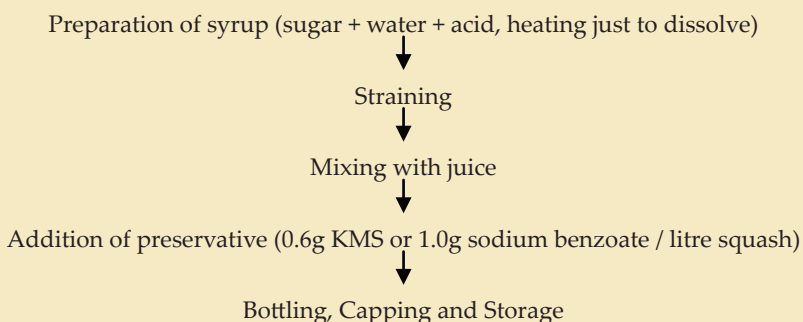 Preparation of syrup (sugar + water + acid, heating just to dissolve)
Straining
Mixing with juice
Addition of preservative (0.6g KMS or 1.0g sodium benzoate / litre squash)
Bottling, Capping and Storage